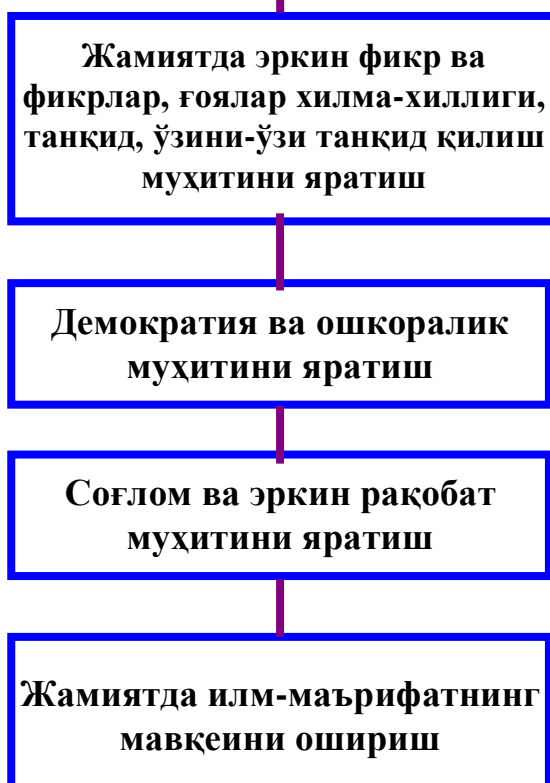 Жамиятда эркин фикр ва
фикрлар, ғоялар хилма-хиллиги,
танқид, ўзини-ўзи танқид қилиш
муҳитини яратиш
Демократия ва ошкоралик
муҳитини яратиш
Соғлом ва эркин рақобат
муҳитини яратиш
Жамиятда илм-маърифатнинг
мавқеини ошириш